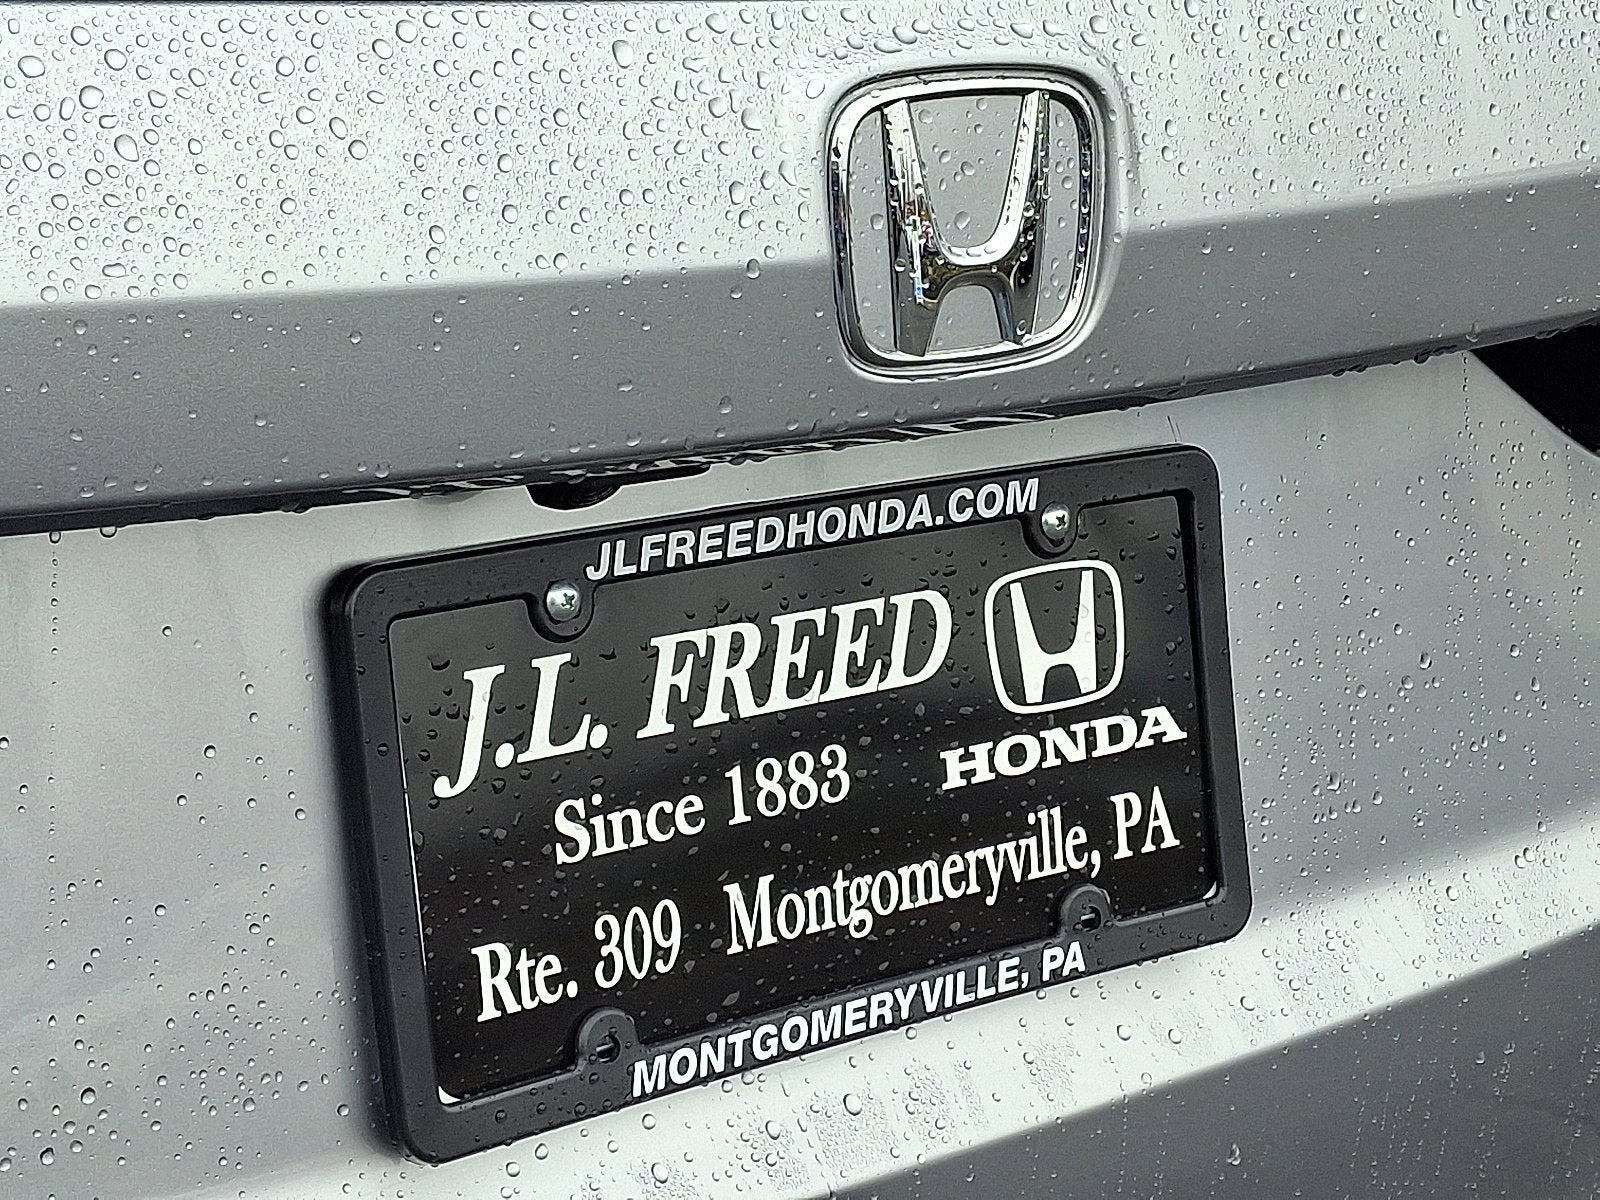 JLFREEDHONDA.COM
J.L. FREED
HONDA
Since 1883
Rte. 309 Montgomeryville, PA
MONTGOMERYVILLE, PA